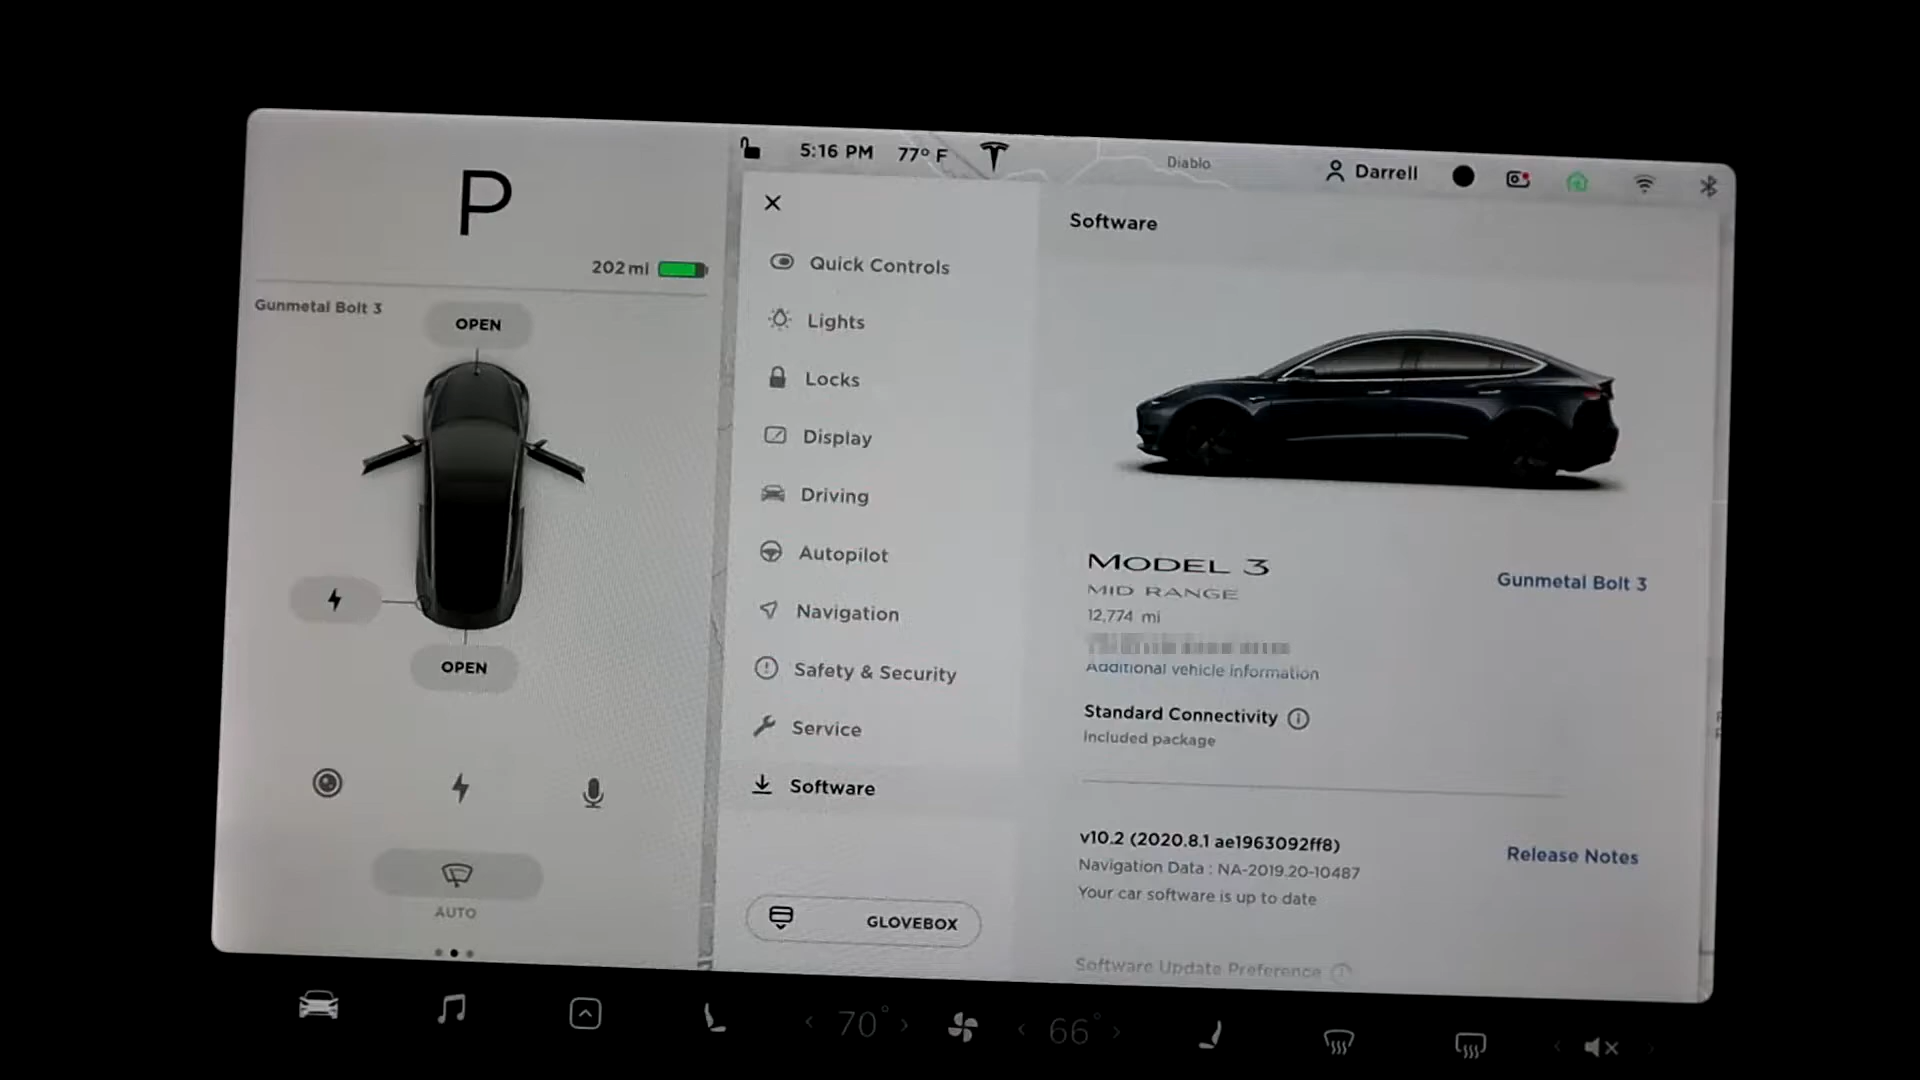 P
202 mi
Gunmetal Bolt 3
OPEN
OPEN
AUTO
5:16 PM 77° F
Diablo
Darrell
Quick Controls
Lights
Locks
Display
Driving
Autopilot
Navigation
Safety & Security
Service
Software
GLOVEBOX
Software
MODEL 3
Gunmetal Bolt 3
MID RANGE
12,774 mi
Additional vehicle information
Standard Connectivity
Included package
v10.2 (2020.8.1 ae1963092ff8)
Release Notes
Navigation Data : NA-2019.20-10487
Your car software is up to date
Software Update Preference
70°
66°